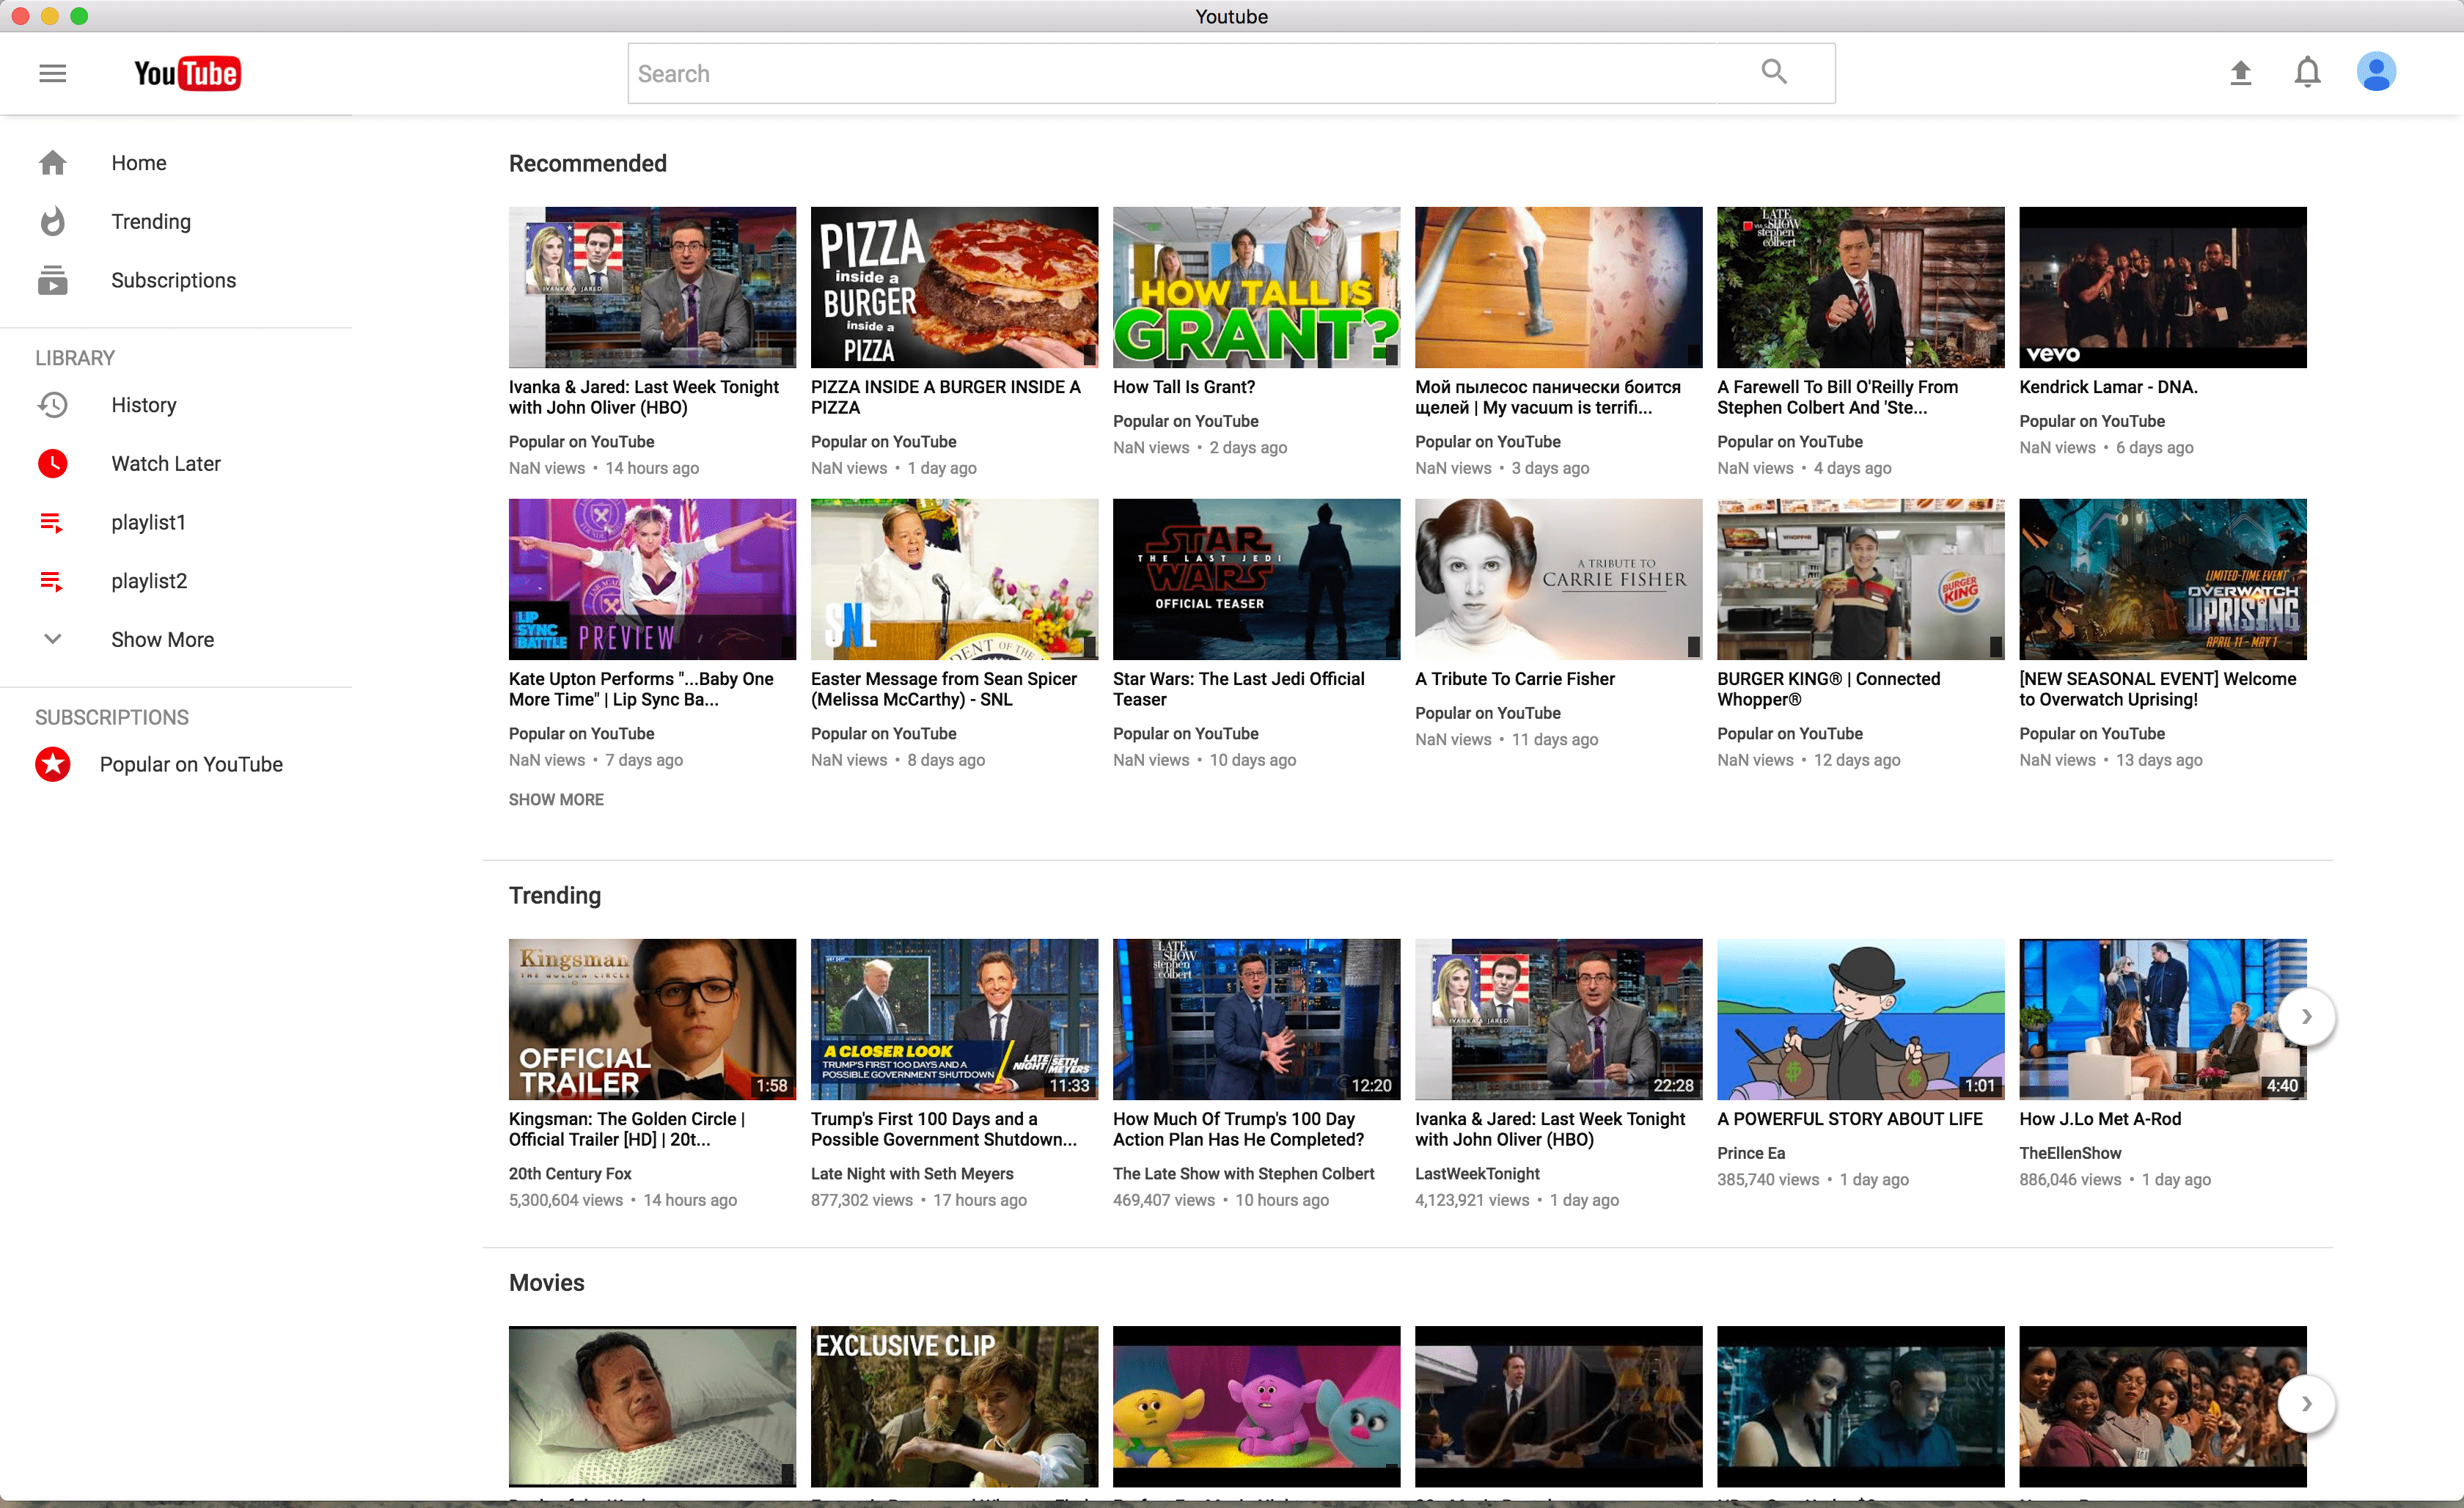 Youtube
YouTube
Search
Home
Trending
Subscriptions
LIBRARY
History
Watch Later
playlist1
playlist2
Show More
SUBSCRIPTIONS
Popular on YouTube
Recommended
IVANKA & JARED
PIZZA
inside a
BURGER
inside a
PIZZA
HOW TALL IS
GRANT?
LATE
SHOW
stephen
colbert
vevo
Ivanka & Jared: Last Week Tonight
with John Oliver (HBO)
Popular on YouTube
NaN views • 14 hours ago
PIZZA INSIDE A BURGER INSIDE A
PIZZA
Popular on YouTube
NaN views • 1 day ago
How Tall Is Grant?
Popular on YouTube
NaN views • 2 days ago
Мой пылесос панически боится
щелей | My vacuum is terrifi...
Popular on YouTube
NaN views • 3 days ago
A Farewell To Bill O'Reilly From
Stephen Colbert And 'Ste...
Popular on YouTube
NaN views • 4 days ago
Kendrick Lamar - DNA.
Popular on YouTube
NaN views • 6 days ago
LIP
SYNC
BATTLE
PREVIEW
SNL
STAR
THE LAST JEDI
WARS
OFFICIAL TEASER
A TRIBUTE TO
CARRIE FISHER
WHOPPER
BURGER
KING
LIMITED-TIME EVENT
OVERWATCH
UPRISING
APRIL 11 - MAY 1
Kate Upton Performs "...Baby One
More Time" | Lip Sync Ba...
Popular on YouTube
NaN views • 7 days ago
Easter Message from Sean Spicer
(Melissa McCarthy) - SNL
Popular on YouTube
NaN views • 8 days ago
Star Wars: The Last Jedi Official
Teaser
Popular on YouTube
NaN views • 10 days ago
A Tribute To Carrie Fisher
Popular on YouTube
NaN views • 11 days ago
BURGER KING® | Connected
Whopper®
Popular on YouTube
NaN views • 12 days ago
[NEW SEASONAL EVENT] Welcome
to Overwatch Uprising!
Popular on YouTube
NaN views • 13 days ago
SHOW MORE
Trending
Kingsman
THE GOLDEN CIRCLE
OFFICIAL
TRAILER
1:58
A CLOSER LOOK
TRUMP'S FIRST 100 DAYS AND A
POSSIBLE GOVERNMENT SHUTDOWN
LATE NIGHT
SETH MEYERS
11:33
LATE
SHOW
stephen
colbert
12:20
IVANKA & JARED
22:28
1:01
4:40
Kingsman: The Golden Circle |
Official Trailer [HD] | 20t...
20th Century Fox
5,300,604 views • 14 hours ago
Trump's First 100 Days and a
Possible Government Shutdown...
Late Night with Seth Meyers
877,302 views • 17 hours ago
How Much Of Trump's 100 Day
Action Plan Has He Completed?
The Late Show with Stephen Colbert
469,407 views • 10 hours ago
Ivanka & Jared: Last Week Tonight
with John Oliver (HBO)
LastWeekTonight
4,123,921 views • 1 day ago
A POWERFUL STORY ABOUT LIFE
Prince Ea
385,740 views • 1 day ago
How J.Lo Met A-Rod
TheEllenShow
886,046 views • 1 day ago
Movies
EXCLUSIVE CLIP